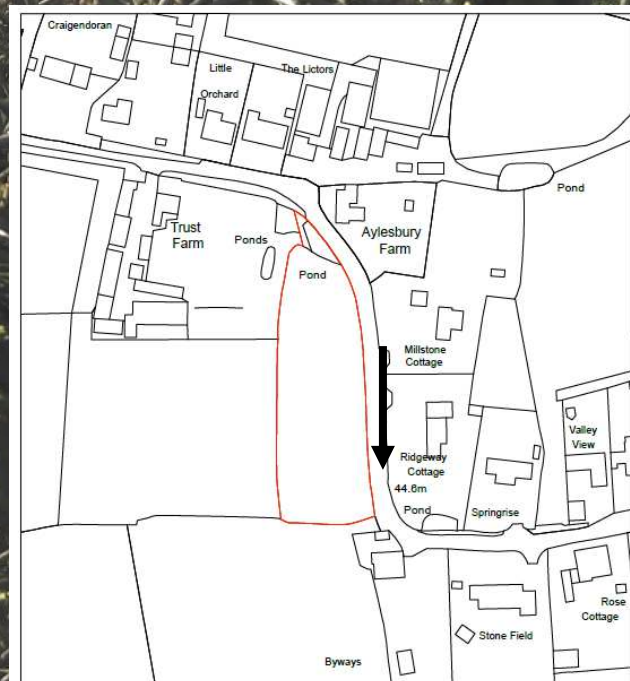 Craigendoran
Little
Orchard
The Lictors
Pond
Trust
Farm
Ponds
Aylesbury
Farm
Pond
Millstone
Cottage
Ridgeway
Cottage
44.6m
Pond
Springrise
Valley
View
Rose
Cottage
Stone Field
Byways